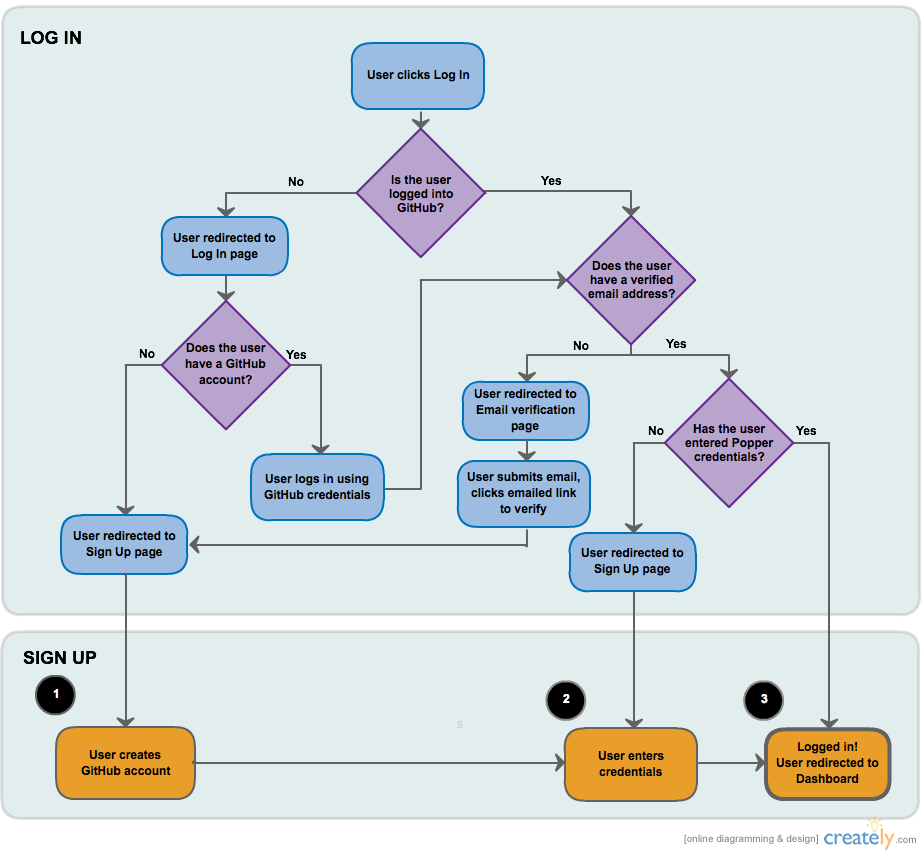 LOG IN
User clicks Log In
Is the user
logged into
GitHub?
No
Yes
User redirected to
Log In page
Does the user
have a verified
email address?
Does the user
have a GitHub
account?
No
Yes
No
Yes
User redirected to
Email verification
page
Has the user
entered Popper
credentials?
No
Yes
User logs in using
GitHub credentials
User submits email,
clicks emailed link
to verify
User redirected to
Sign Up page
User redirected to
Sign Up page
SIGN UP
1
2
3
s
User creates
GitHub account
User enters
credentials
Logged in!
User redirected to
Dashboard
[online diagramming & design] creately.com